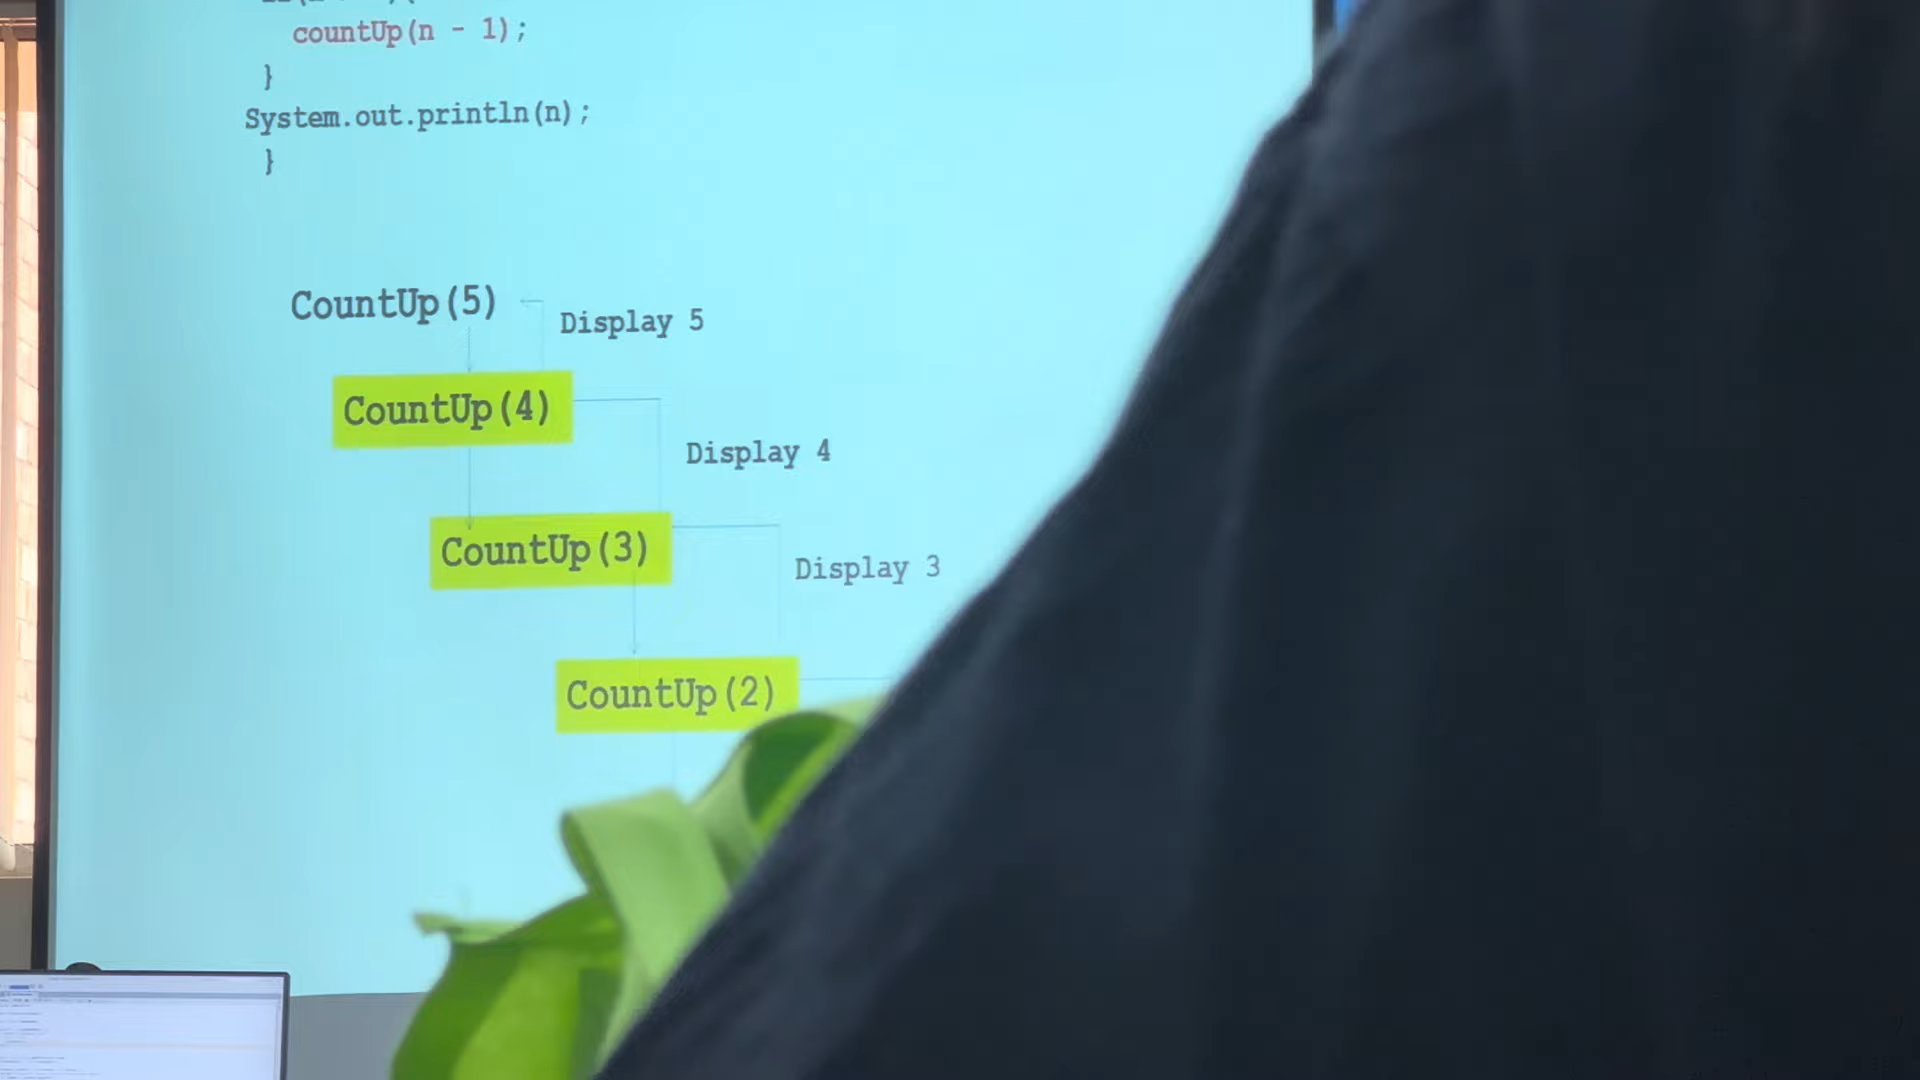 countUp(n - 1);
}
System.out.println(n);
}
CountUp(5)
Display 5
CountUp(4)
Display 4
CountUp(3)
Display 3
CountUp(2)